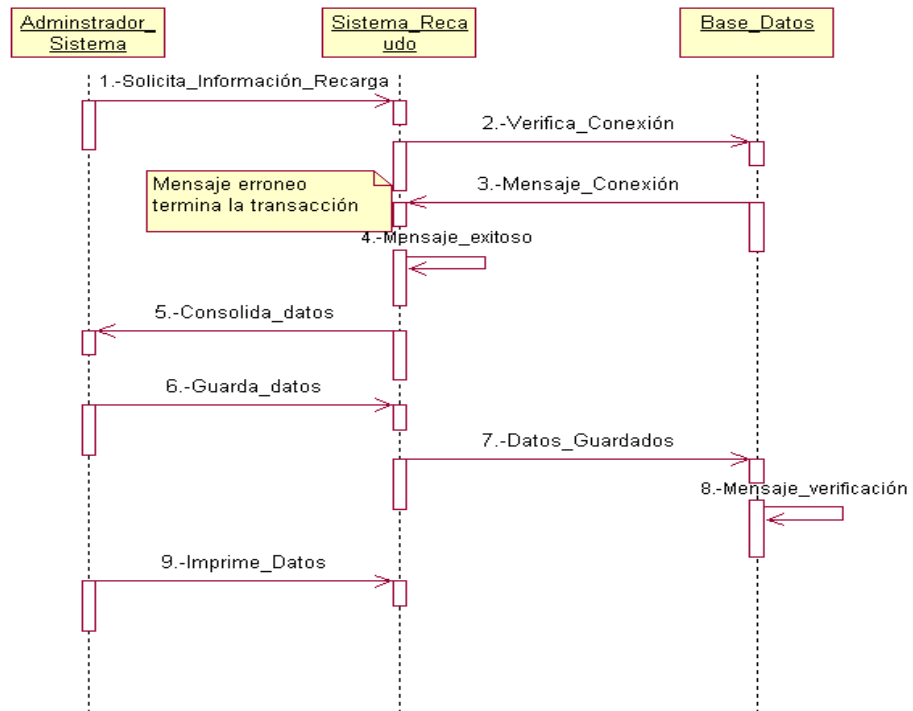 Adminstrador_
Sistema
Sistema_Reca
udo
Base_Datos
1.-Solicita_Información_Recarga
2.-Verifica_Conexión
Mensaje erroneo
termina la transacción
3.-Mensaje_Conexión
4.-Mensaje_exitoso
5.-Consolida_datos
6.-Guarda_datos
7.-Datos_Guardados
8.-Mensaje_verificación
9.-Imprime_Datos